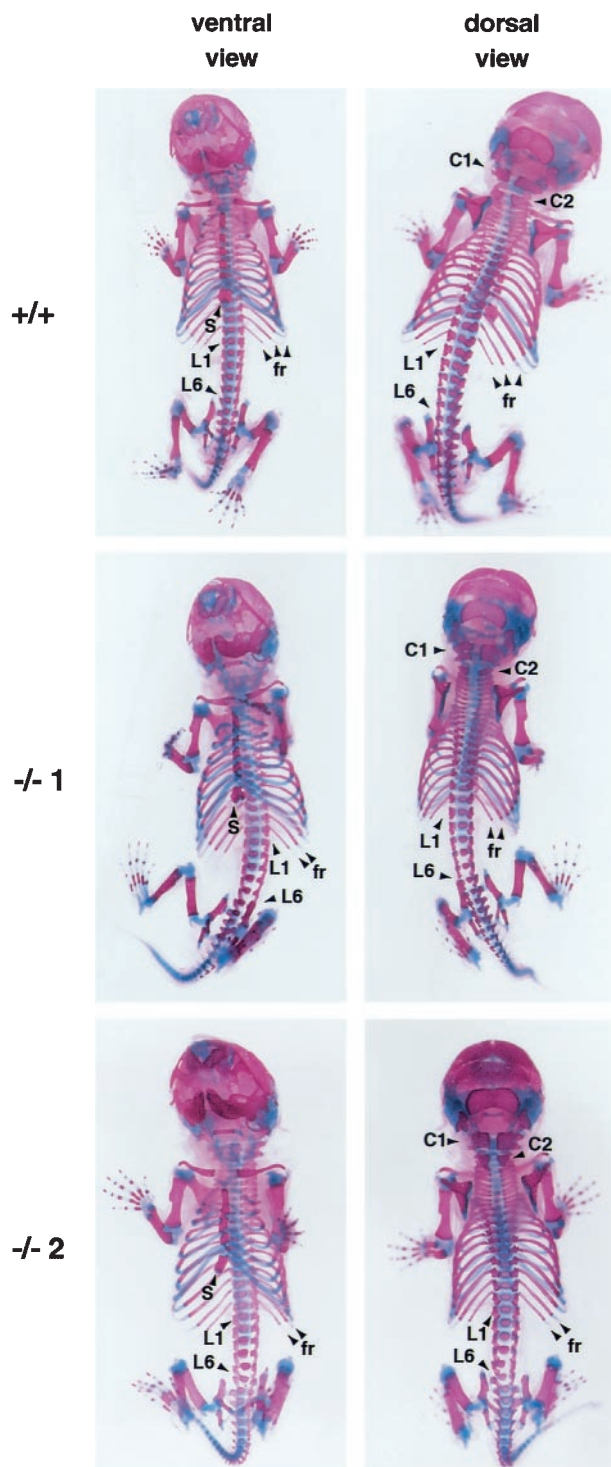 ventral view
dorsal view
+/+
S
L1
L6
fr
C1
C2
L1
L6
fr
-/- 1
S
L1
L6
fr
C1
C2
L1
L6
fr
-/- 2
S
L1
L6
fr
C1
C2
L1
L6
fr